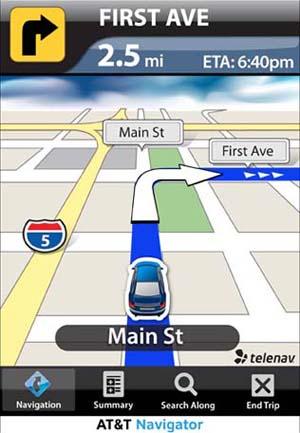 FIRST AVE
2.5 mi
ETA: 6:40pm
Main St
First Ave
5
Main St
telenav
Navigation
Summary
Search Along
End Trip
AT&T Navigator